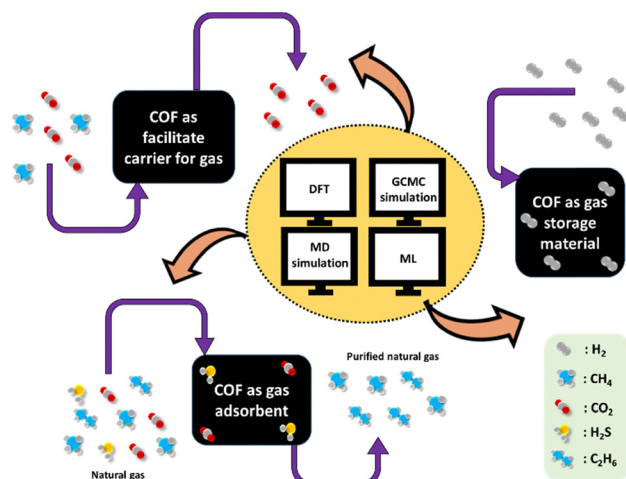 COF as
facilitate
carrier for gas
DFT
GCMC
simulation
MD
simulation
ML
COF as gas
storage
material
COF as gas
adsorbent
Natural gas
Purified natural gas
: H₂
: CH₄
: CO₂
: H₂S
: C₂H₆